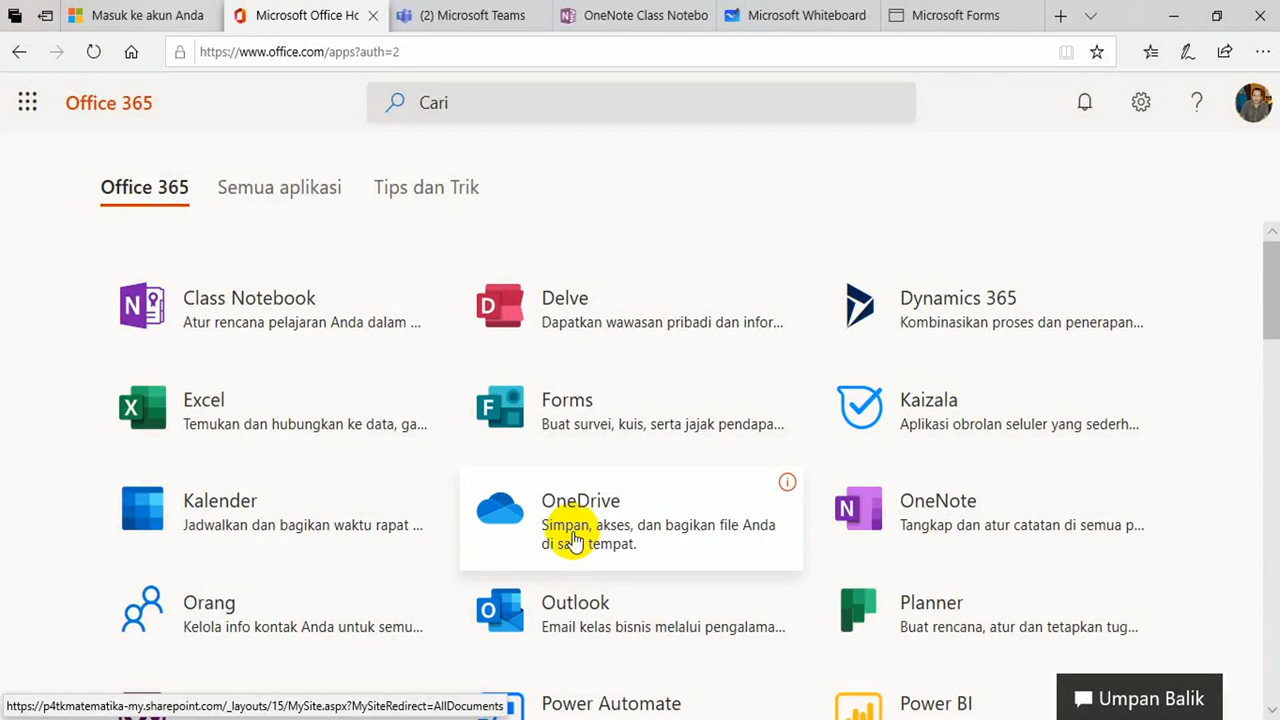 Masuk ke akun Anda
Microsoft Office Ho
(2) Microsoft Teams
OneNote Class Notebo
Microsoft Whiteboard
Microsoft Forms
https://www.office.com/apps?auth=2
Office 365
Cari
Office 365
Semua aplikasi
Tips dan Trik
Class Notebook
Atur rencana pelajaran Anda dalam ...
Delve
Dapatkan wawasan pribadi dan infor...
Dynamics 365
Kombinasikan proses dan penerapan...
Excel
Temukan dan hubungkan ke data, ga...
Forms
Buat survei, kuis, serta jajak pendapa...
Kaizala
Aplikasi obrolan seluler yang sederh...
Kalender
Jadwalkan dan bagikan waktu rapat ...
OneDrive
Simpan, akses, dan bagikan file Anda
di satu tempat.
OneNote
Tangkap dan atur catatan di semua p...
Orang
Kelola info kontak Anda untuk semu...
Outlook
Email kelas bisnis melalui pengalama...
Planner
Buat rencana, atur dan tetapkan tug...
Power Automate
Power BI
Umpan Balik
https://p4tkmatematika-my.sharepoint.com/_layouts/15/MySite.aspx?MySiteRedirect=AllDocuments